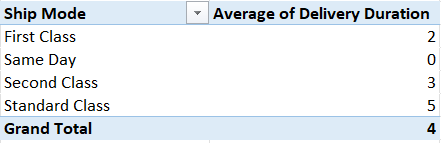 Ship Mode Average of Delivery Duration
First Class 2
Same Day 0
Second Class 3
Standard Class 5
Grand Total 4